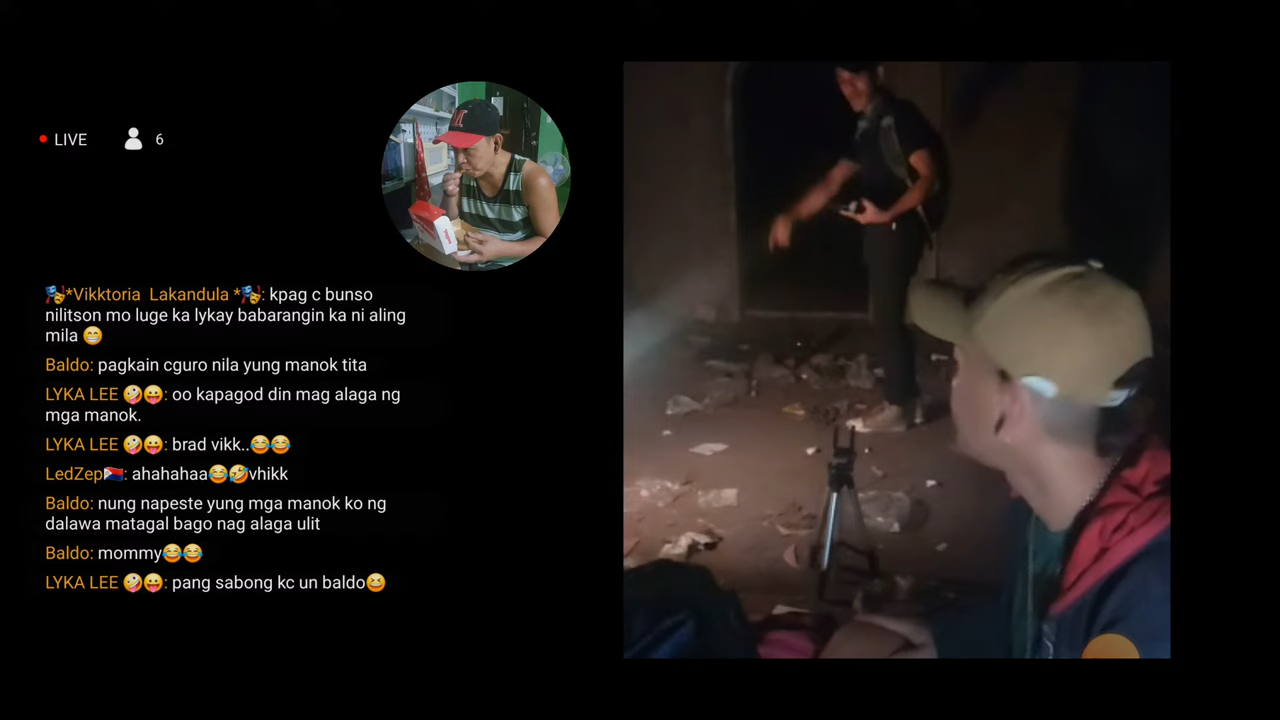 LIVE 6
*Vikktoria Lakandula *: kpag c bunso
nilitson mo luge ka lykay babarangin ka ni aling
mila 😁
Baldo: pagkain cguro nila yung manok tita
LYKA LEE 🤪😛: oo kapagod din mag alaga ng
mga manok.
LYKA LEE 🤪😛: brad vikk..😂😂
LedZep🇵🇭: ahahahaa😂🤣vhikk
Baldo: nung napeste yung mga manok ko ng
dalawa matagal bago nag alaga ulit
Baldo: mommy😂😂
LYKA LEE 🤪😛: pang sabong kc un baldo😆